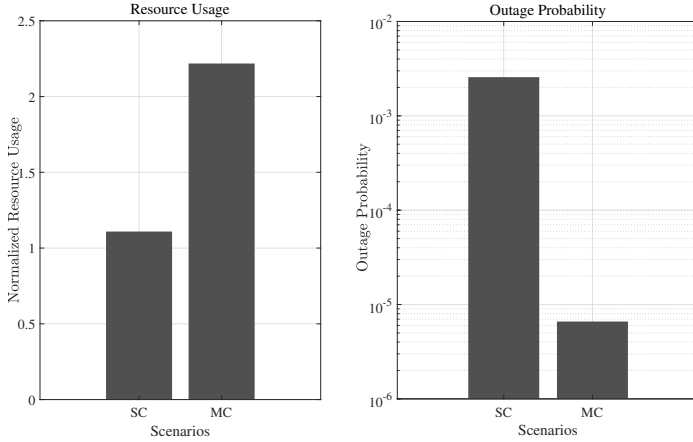 Resource Usage
Normalized Resource Usage
2.5
2
1.5
1
0.5
0
SC MC
Scenarios
Outage Probability
Outage Probability
10^-2
10^-3
10^-4
10^-5
10^-6
SC MC
Scenarios